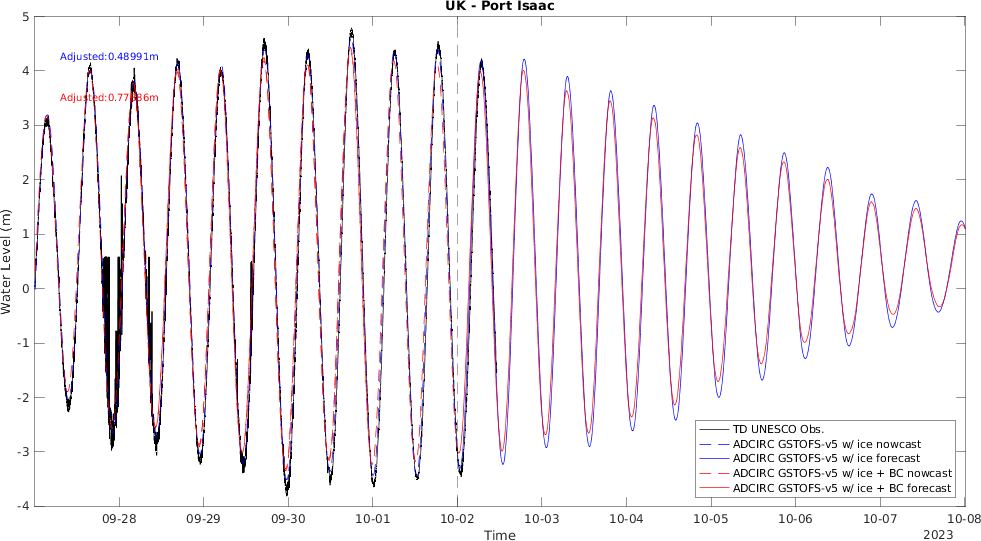 UK - Port Isaac
Adjusted:0.48991m
Water Level (m)
5
4
3
2
1
0
-1
-2
-3
-4
TD UNESCO Obs.
ADCIRC GSTOFS-v5 w/ ice nowcast
ADCIRC GSTOFS-v5 w/ ice forecast
ADCIRC GSTOFS-v5 w/ ice + BC nowcast
ADCIRC GSTOFS-v5 w/ ice + BC forecast
09-28 09-29 09-30 10-01 10-02 10-03 10-04 10-05 10-06 10-07 10-08
Time
2023